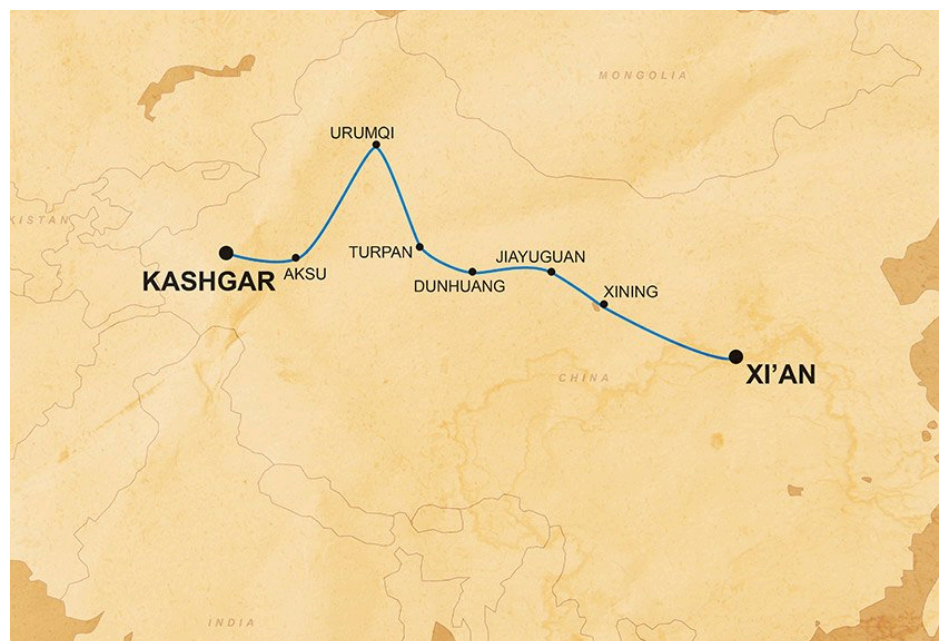 MONGOLIA
URUMQI
KISTAN
TURPAN
JIAYUGUAN
KASHGAR
AKSU
DUNHUANG
XINING
XI'AN
CHINA
INDIA